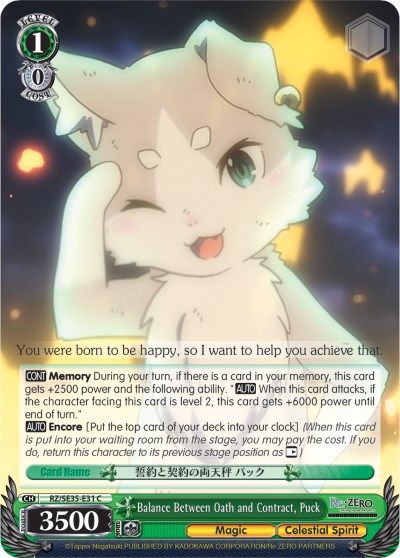 LEVEL
1
0
COST
You were born to be happy, so I want to help you achieve that.
CONT Memory During your turn, if there is a card in your memory, this card
gets +2500 power and the following ability. "AUTO When this card attacks, if
the character facing this card is level 2, this card gets +6000 power until
end of turn."
AUTO Encore [Put the top card of your deck into your clock] (When this card
is put into your waiting room from the stage, you may pay the cost. If you
do, return this card to its previous stage position as REST)
Card Name 誓約と契約の両天秤 パック
CH RZ/SE35-E31 C
Balance Between Oath and Contract, Puck
Re:ZERO
POWER 3500
Magic
Celestial Spirit
©Tappei Nagatsuki,PUBLISHED BY KADOKAWA CORPORATION/Re:ZERO PARTNERS